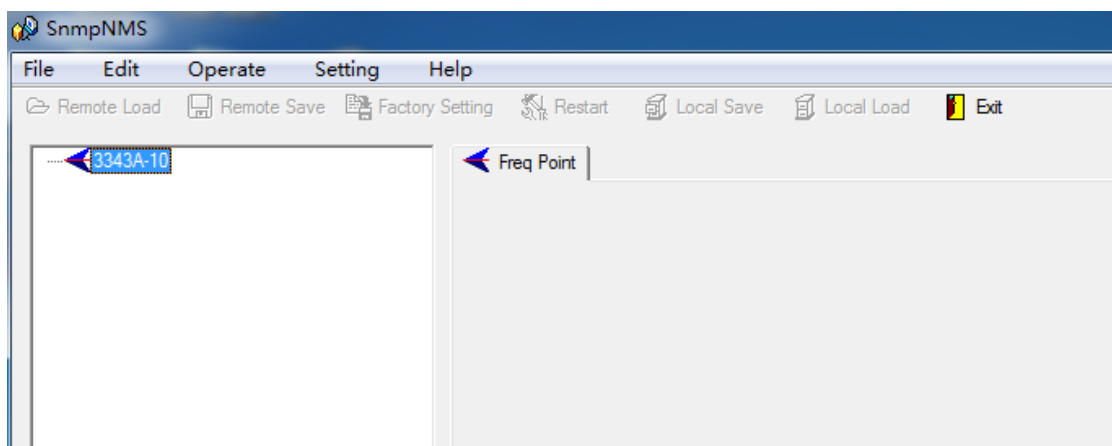 SnmpNMS
File Edit Operate Setting Help
Remote Load Remote Save Factory Setting Restart Local Save Local Load Exit
3343A-10 Freq Point